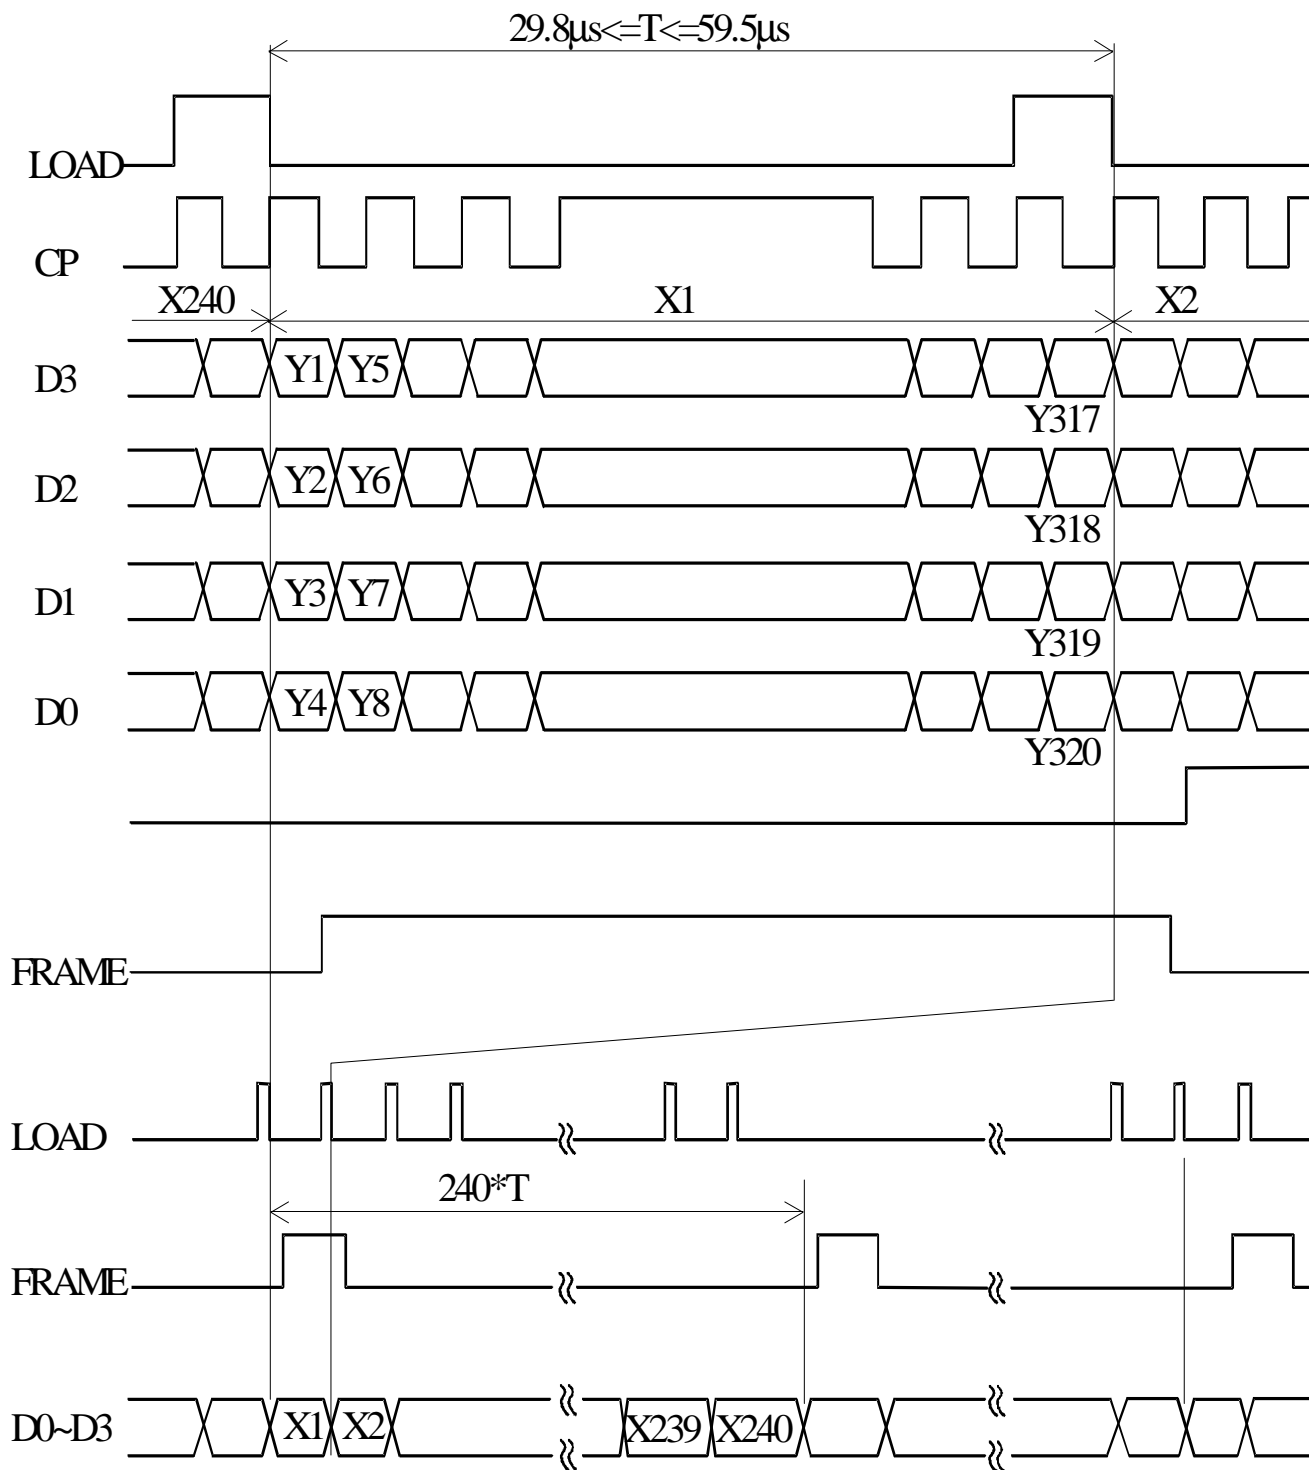 29.8µs<=T<=59.5µs
LOAD
CP
X240 X1 X2
D3 Y1 Y5
Y317
D2 Y2 Y6
Y318
D1 Y3 Y7
Y319
D0 Y4 Y8
Y320
FRAME
LOAD
240*T
FRAME
D0~D3 X1 X2 X239 X240